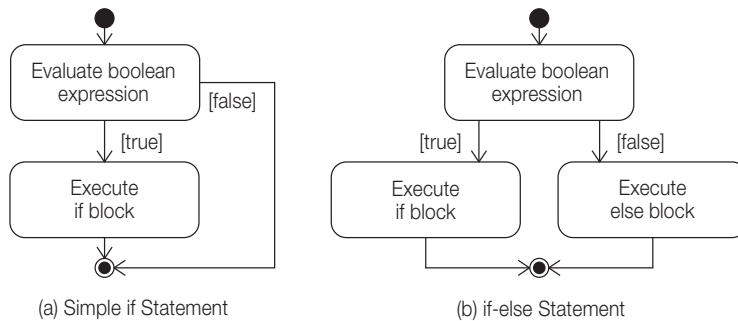 Evaluate boolean
expression
[false]
[true]
Execute
if block
(a) Simple if Statement
Evaluate boolean
expression
[true]
[false]
Execute
if block
Execute
else block
(b) if-else Statement